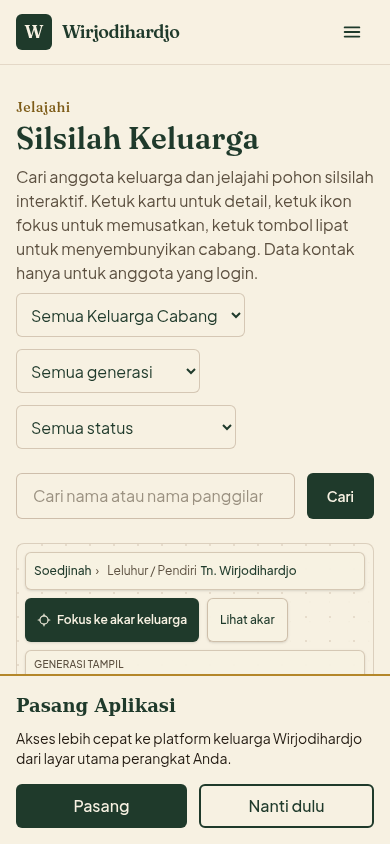 W Wirjodihardjo
Jelajahi
Silsilah Keluarga
Cari anggota keluarga dan jelajahi pohon silsilah
interaktif. Ketuk kartu untuk detail, ketuk ikon
fokus untuk memusatkan, ketuk tombol lipat
untuk menyembunyikan cabang. Data kontak
hanya untuk anggota yang login.
Semua Keluarga Cabang
Semua generasi
Semua status
Cari nama atau nama panggilar Cari
Soedjinah › Leluhur / Pendiri Tn. Wirjodihardjo
Fokus ke akar keluarga Lihat akar
GENERASI TAMPIL
Pasang Aplikasi
Akses lebih cepat ke platform keluarga Wirjodihardjo
dari layar utama perangkat Anda.
Pasang Nanti dulu